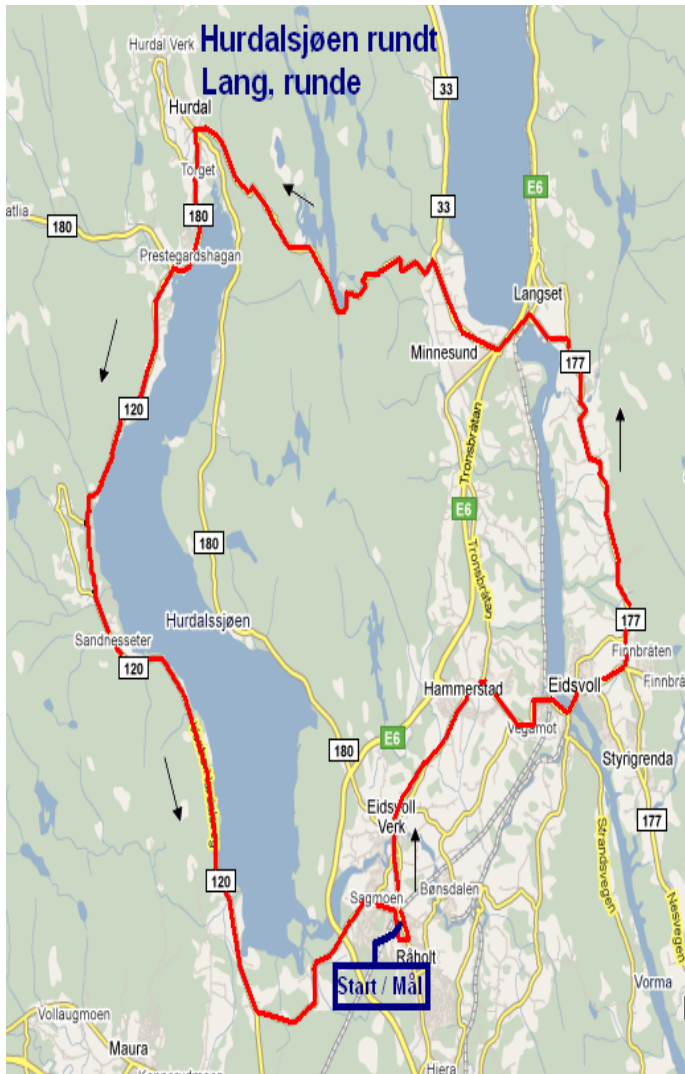 Hurdalsjøen rundt
Lang, runde
Hurdal Verk
Hurdal
33
Torget
E6
180
33
180
Prestegardshagan
Langset
Minnesund
177
120
Tronsbråtan
E6
180
Tronsbråtan
Hurdalssjøen
177
Sandnesseter
Finnbråten
120
Eidsvoll
Hammerstad
Vegamot
E6
180
Styrigrenda
Eidsvoll
Verk
177
Strandsvegen
120
Sagmoen
Bønsdalen
Nesvegen
Råholt
Start / Mål
Vorma
Vollaugmoen
Maura
Hiera